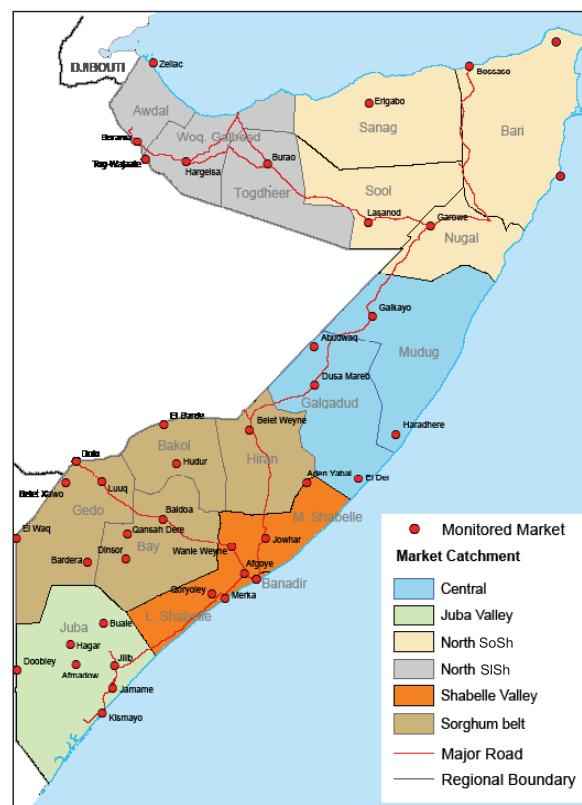 DJIBOUTI
Zeilac
Bossaso
Awdal
Erigabo
Sanag
Bari
Borama
Woq. Galbeed
Tog-Wajaale
Hargeisa
Burao
Togdheer
Sool
Lasanod
Garowe
Nugal
Galkayo
Abudwaq
Mudug
Dusa Mareb
Galgadud
El Barde
Belet Weyne
Haradhere
Bakol
Hiran
Hudur
Luuq
Aden Yabal
El Der
Belet Xawo
Gedo
Baidoa
M. Shabelle
El Waq
Qansah Dere
Bay
Wanle Weyne
Jowhar
Dinsor
Bardera
Afgoye
Banadir
Qoryoley
Merka
L. Shabelle
Juba
Buale
Hagar
Doobley
Jilib
Afmadow
Jamame
Kismayo
Monitored Market
Market Catchment
Central
Juba Valley
North SoSh
North SlSh
Shabelle Valley
Sorghum belt
Major Road
Regional Boundary